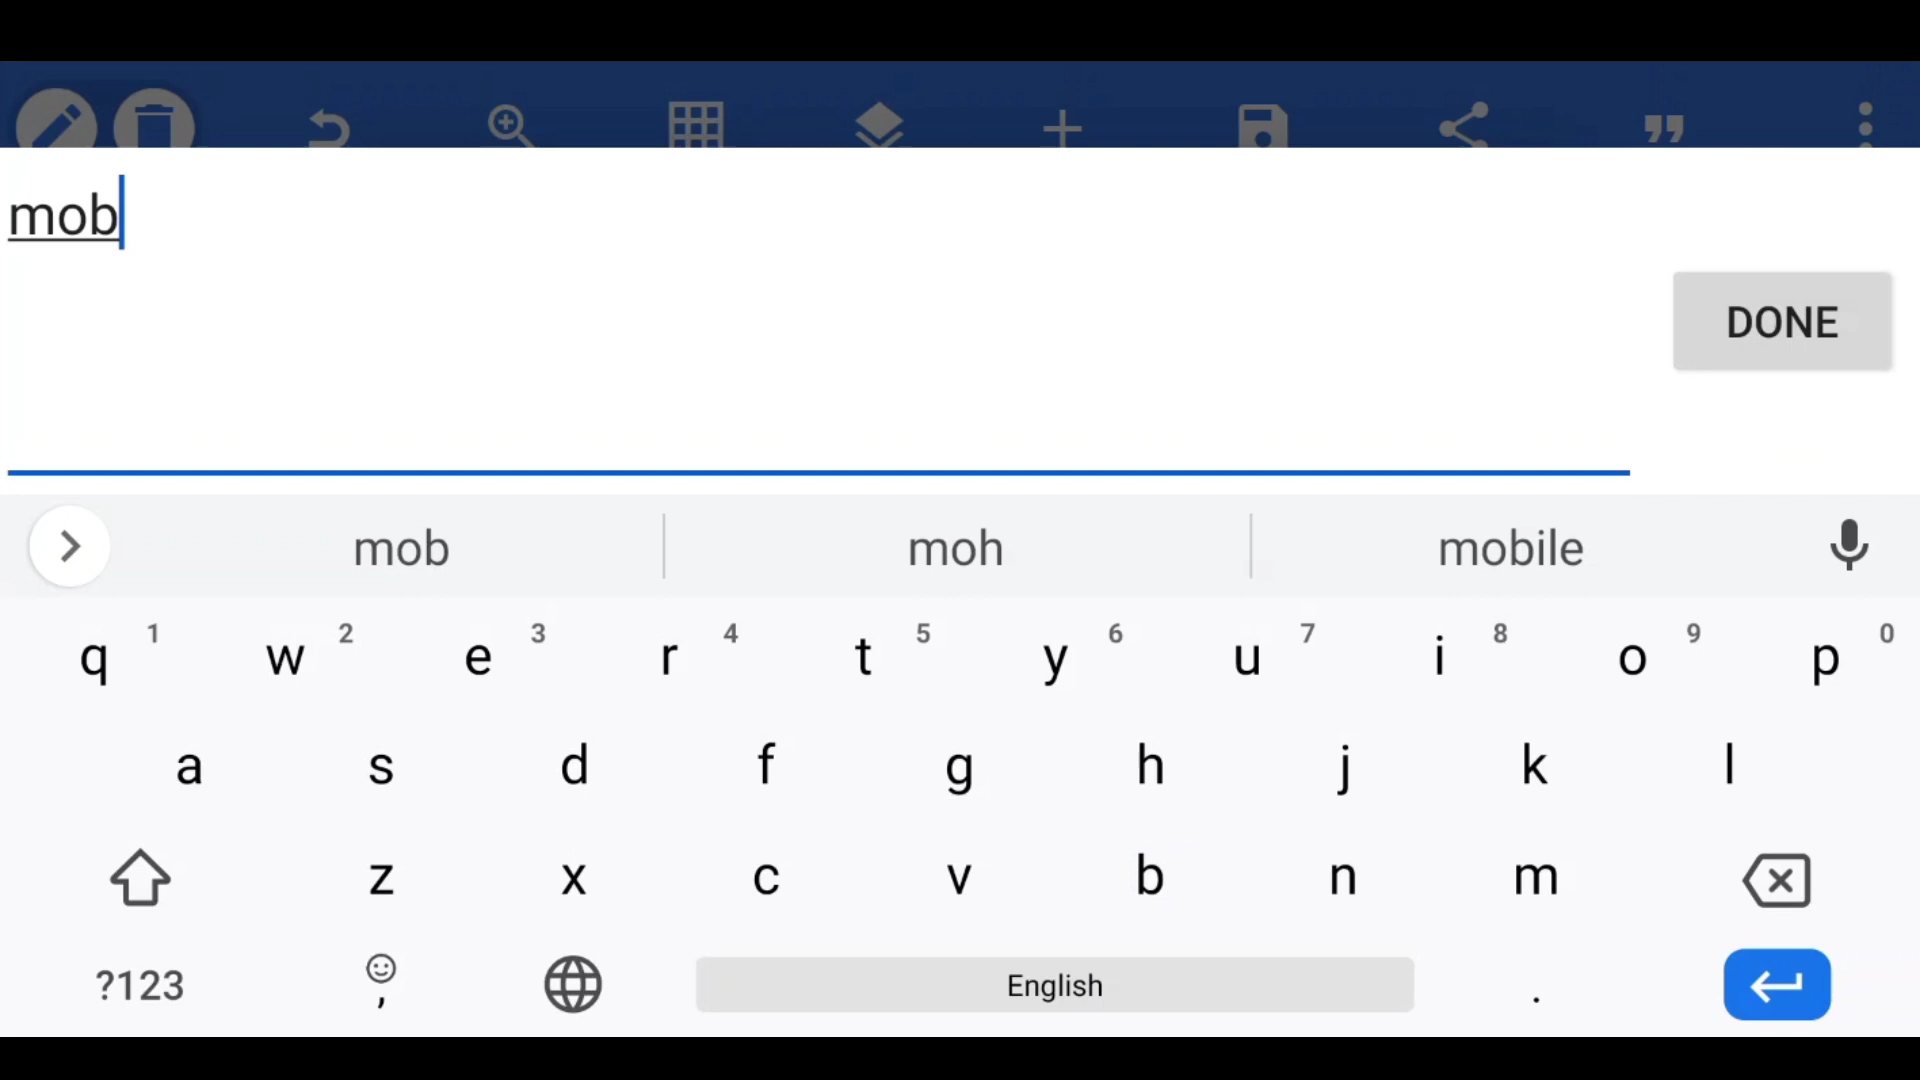 mob
DONE
mob moh mobile
q 1 w 2 e 3 r 4 t 5 y 6 u 7 i 8 o 9 p 0
a s d f g h j k l
z x c v b n m
?123 , English .